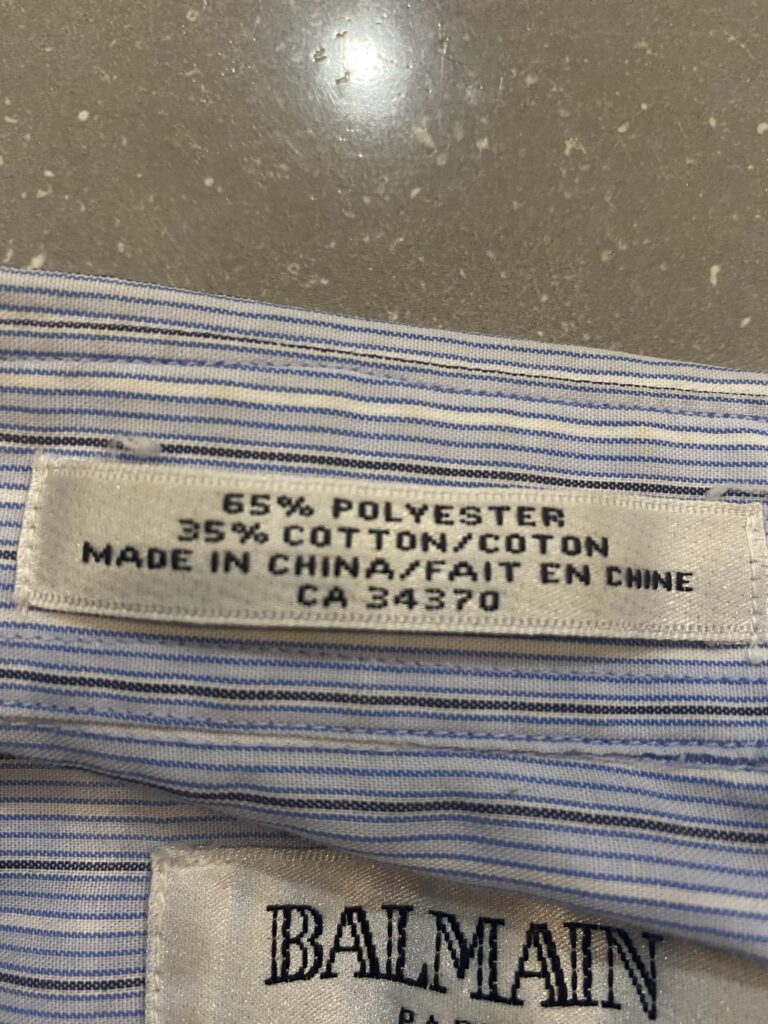 65% POLYESTER
35% COTTON/COTON
MADE IN CHINA/FAIT EN CHINE
CA 34370
BALMAIN